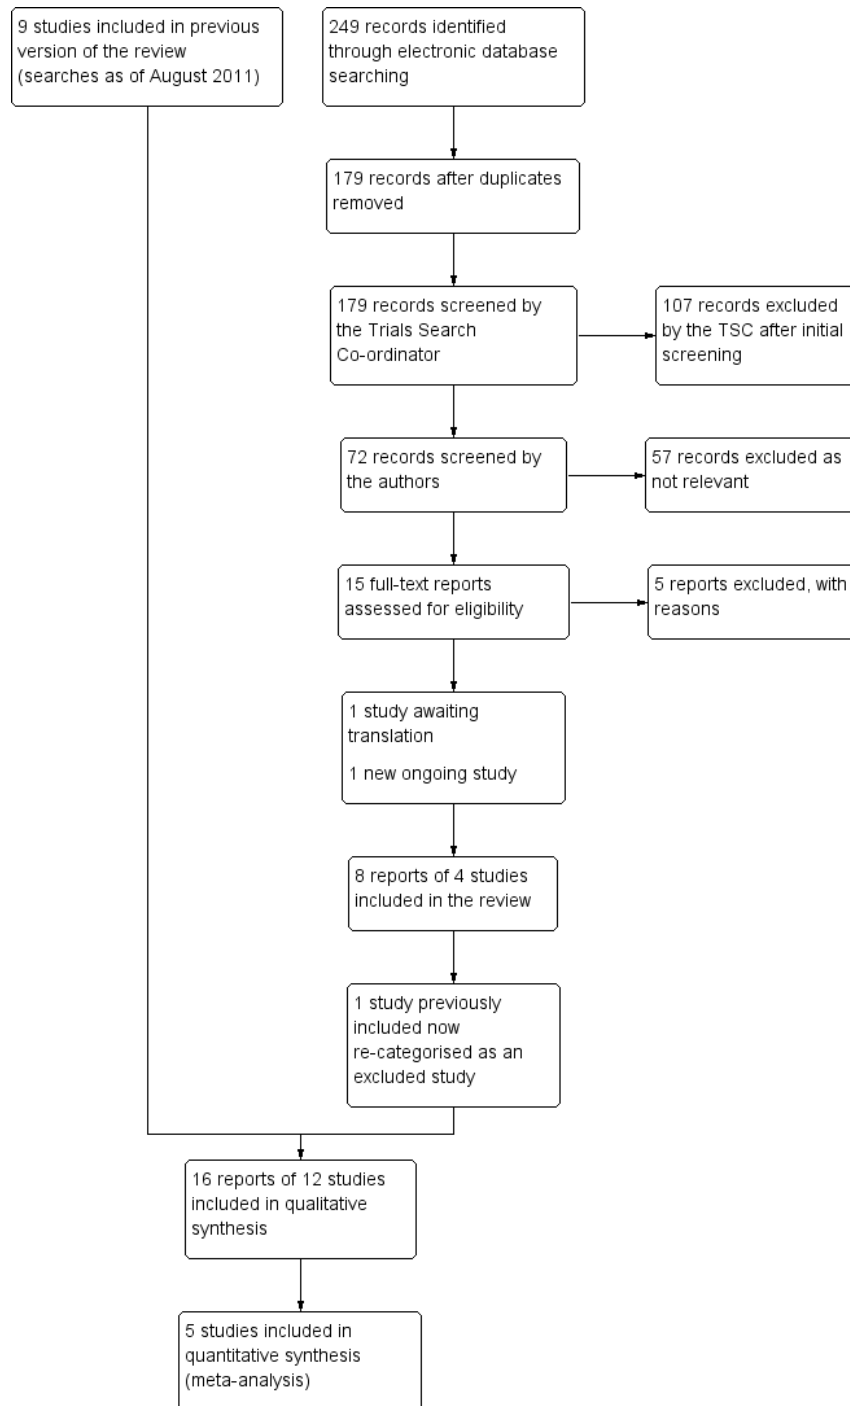 9 studies included in previous
version of the review
(searches as of August 2011)
249 records identified
through electronic database
searching
179 records after duplicates
removed
179 records screened by
the Trials Search
Co-ordinator
107 records excluded
by the TSC after initial
screening
72 records screened by
the authors
57 records excluded as
not relevant
15 full-text reports
assessed for eligibility
5 reports excluded, with
reasons
1 study awaiting
translation
1 new ongoing study
8 reports of 4 studies
included in the review
1 study previously
included now
re-categorised as an
excluded study
16 reports of 12 studies
included in qualitative
synthesis
5 studies included in
quantitative synthesis
(meta-analysis)